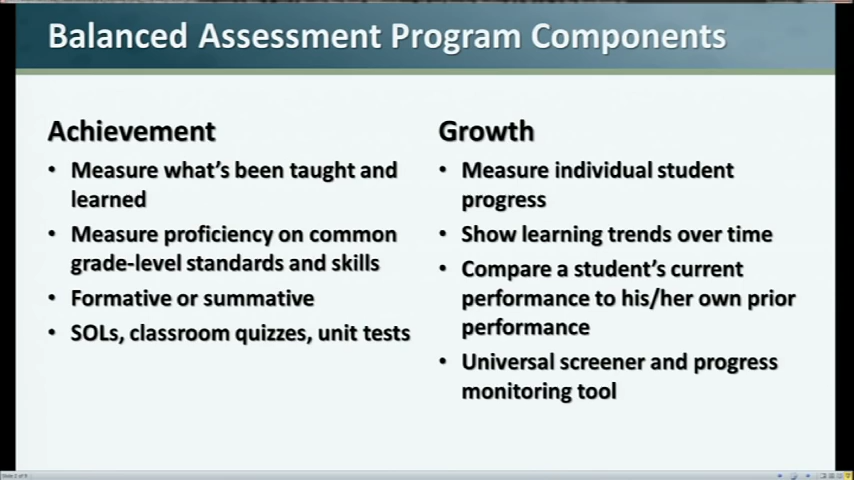 Balanced Assessment Program Components
Achievement
• Measure what's been taught and
learned
• Measure proficiency on common
grade-level standards and skills
• Formative or summative
• SOLs, classroom quizzes, unit tests
Growth
• Measure individual student
progress
• Show learning trends over time
• Compare a student's current
performance to his/her own prior
performance
• Universal screener and progress
monitoring tool